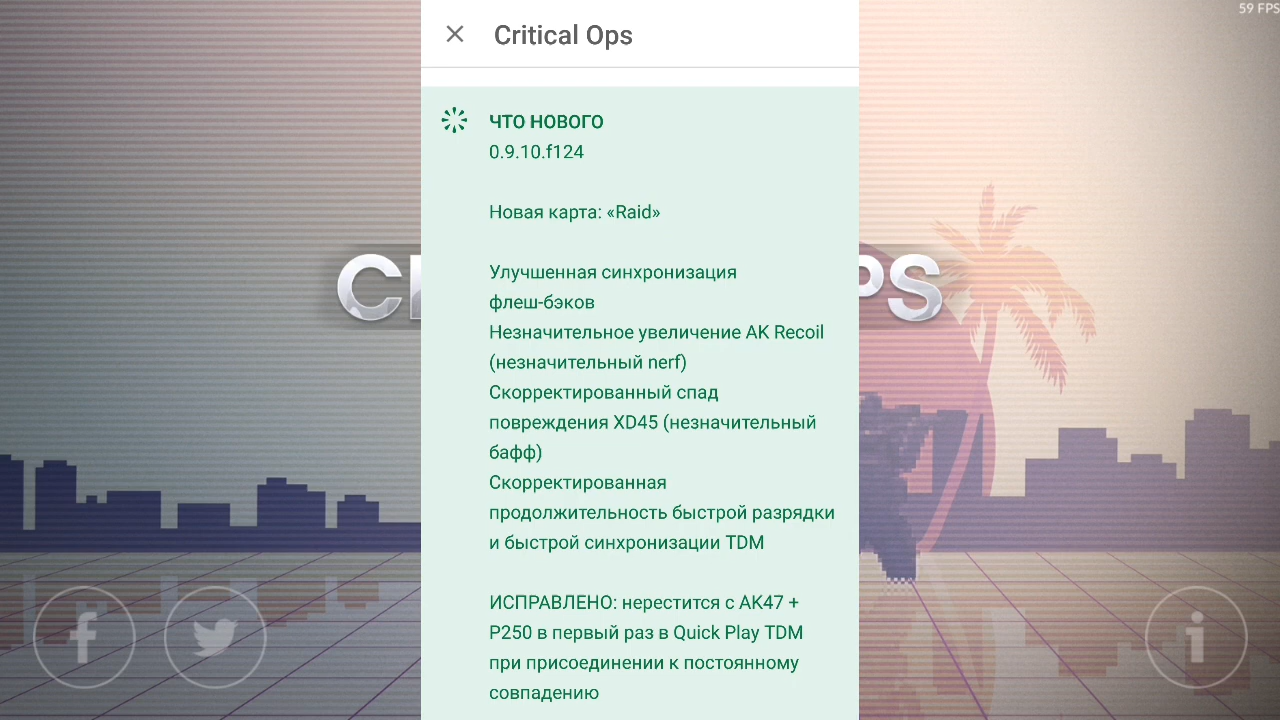 59 FPS
Critical Ops
ЧТО НОВОГО
0.9.10.f124
Новая карта: «Raid»
Улучшенная синхронизация
флеш-бэков
Незначительное увеличение AK Recoil
(незначительный nerf)
Скорректированный спад
повреждения XD45 (незначительный
бафф)
Скорректированная
продолжительность быстрой разрядки
и быстрой синхронизации TDM
ИСПРАВЛЕНО: нерестится с AK47 +
P250 в первый раз в Quick Play TDM
при присоединении к постоянному
совпадению